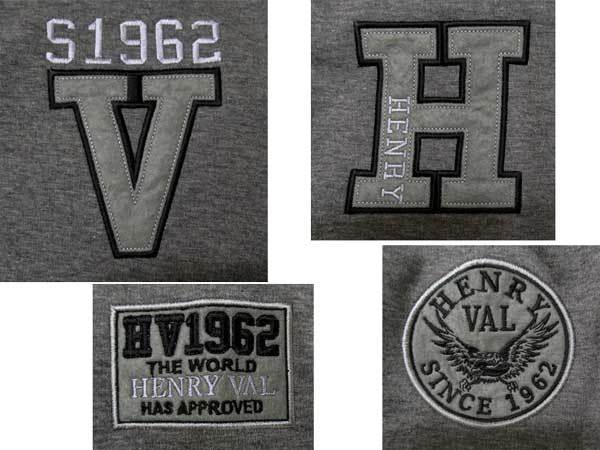 S1962
V
H
HENRY
HV1962
THE WORLD
HENRY VAL
HAS APPROVED
HENRY
VAL
SINCE 1962